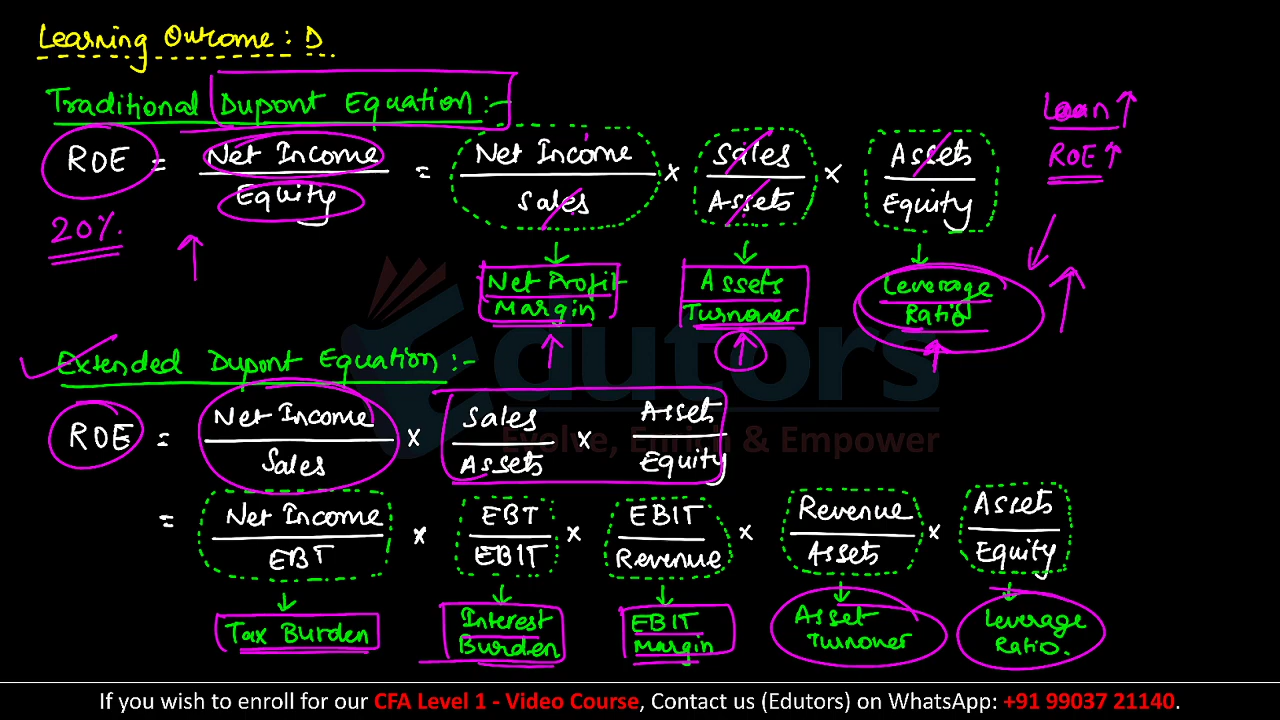 Learning Outcome : D
Traditional Dupont Equation :-
Loan ↑
ROE ↑
ROE = Net Income / Equity = Net Income / Sales × Sales / Assets × Assets / Equity
20%
Net Profit Margin
Assets Turnover
Leverage Ratio
Edutors
Evolve, Enrich & Empower
Extended Dupont Equation :-
ROE = Net Income / Sales × Sales / Assets × Asset / Equity
= Net Income / EBT × EBT / EBIT × EBIT / Revenue × Revenue / Assets × Assets / Equity
Tax Burden
Interest Burden
EBIT Margin
Asset Turnover
Leverage Ratio.
If you wish to enroll for our CFA Level 1 - Video Course, Contact us (Edutors) on WhatsApp: +91 99037 21140.